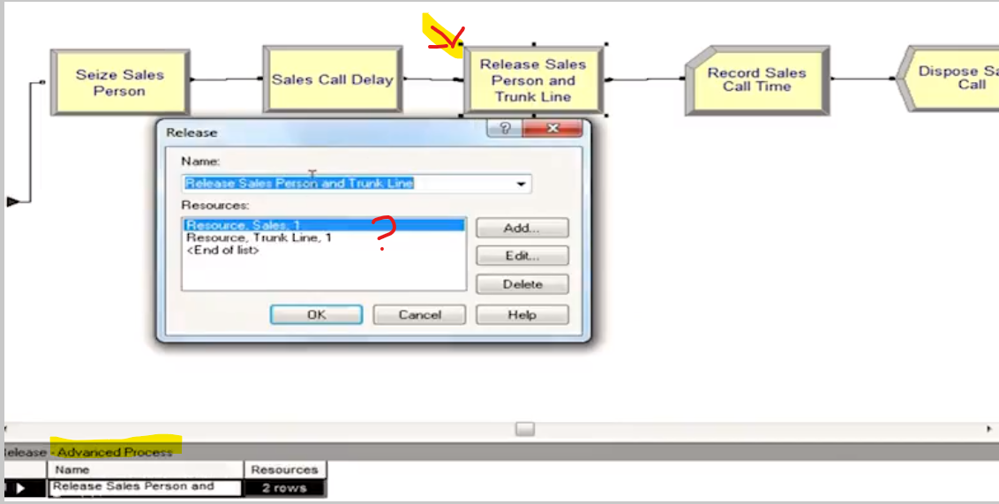 Seize Sales
Person
Sales Call Delay
Release Sales
Person and
Trunk Line
Record Sales
Call Time
Dispose Sa
Call
Release
?
Name:
Release Sales Person and Trunk Line
Resources:
Resource, Sales, 1
Resource, Trunk Line, 1
<End of list>
?
Add...
Edit...
Delete
OK
Cancel
Help
elease - Advanced Process
Name
Resources
Release Sales Person and
2 rows